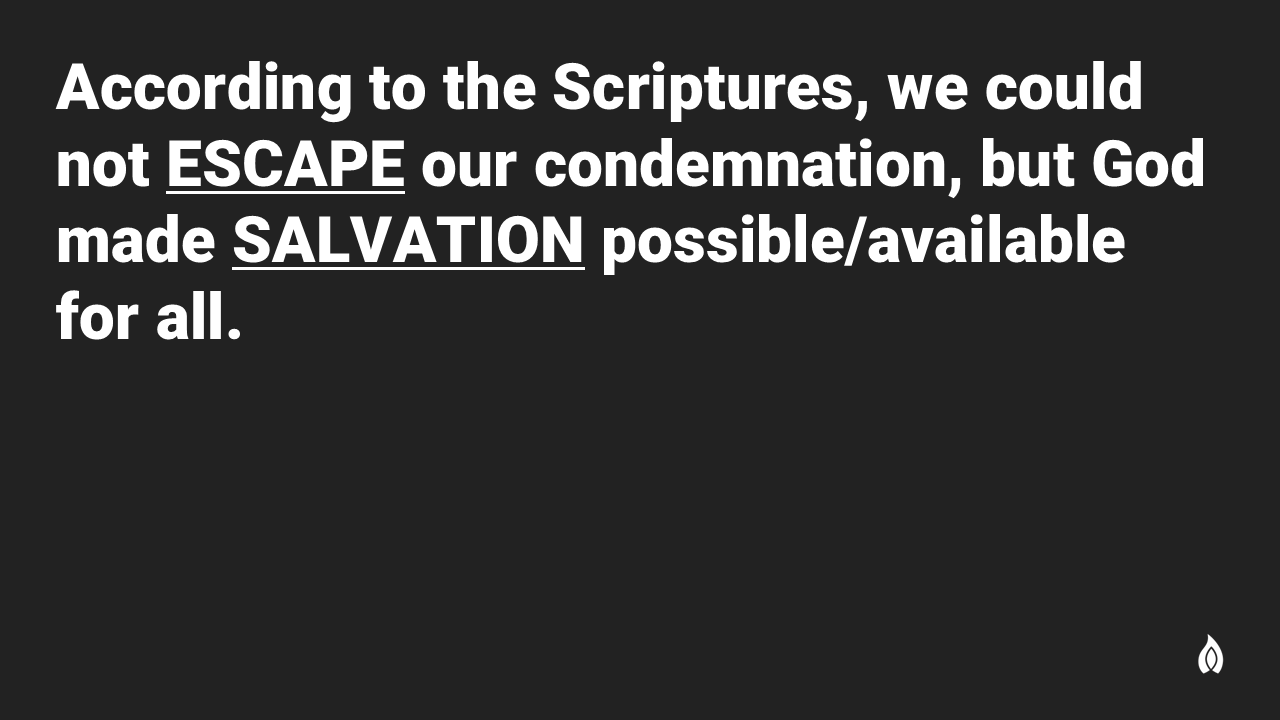 According to the Scriptures, we could
not ESCAPE our condemnation, but God
made SALVATION possible/available
for all.